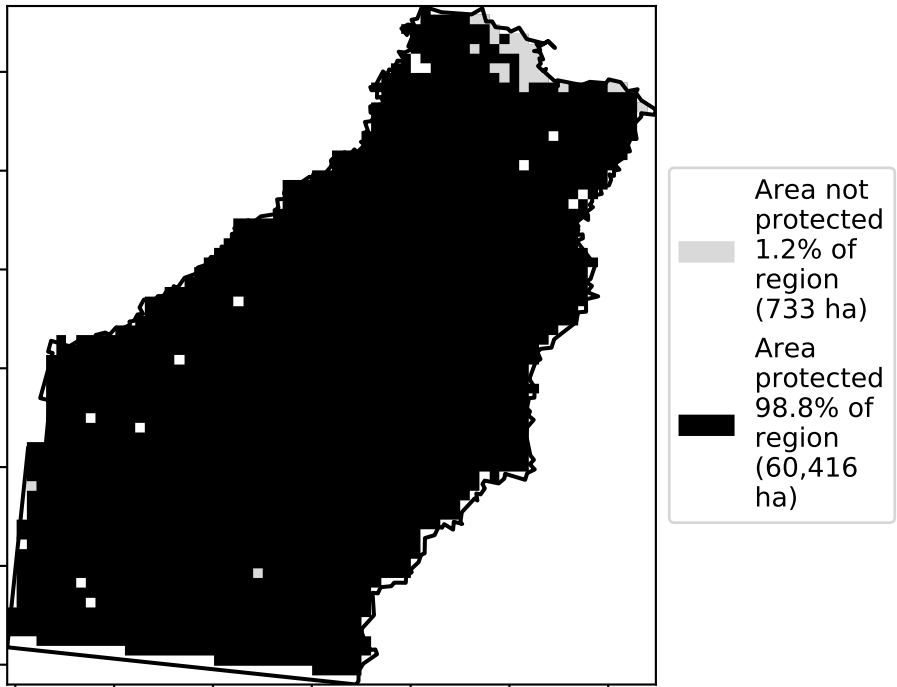 Area not
protected
1.2% of
region
(733 ha)
Area
protected
98.8% of
region
(60,416
ha)